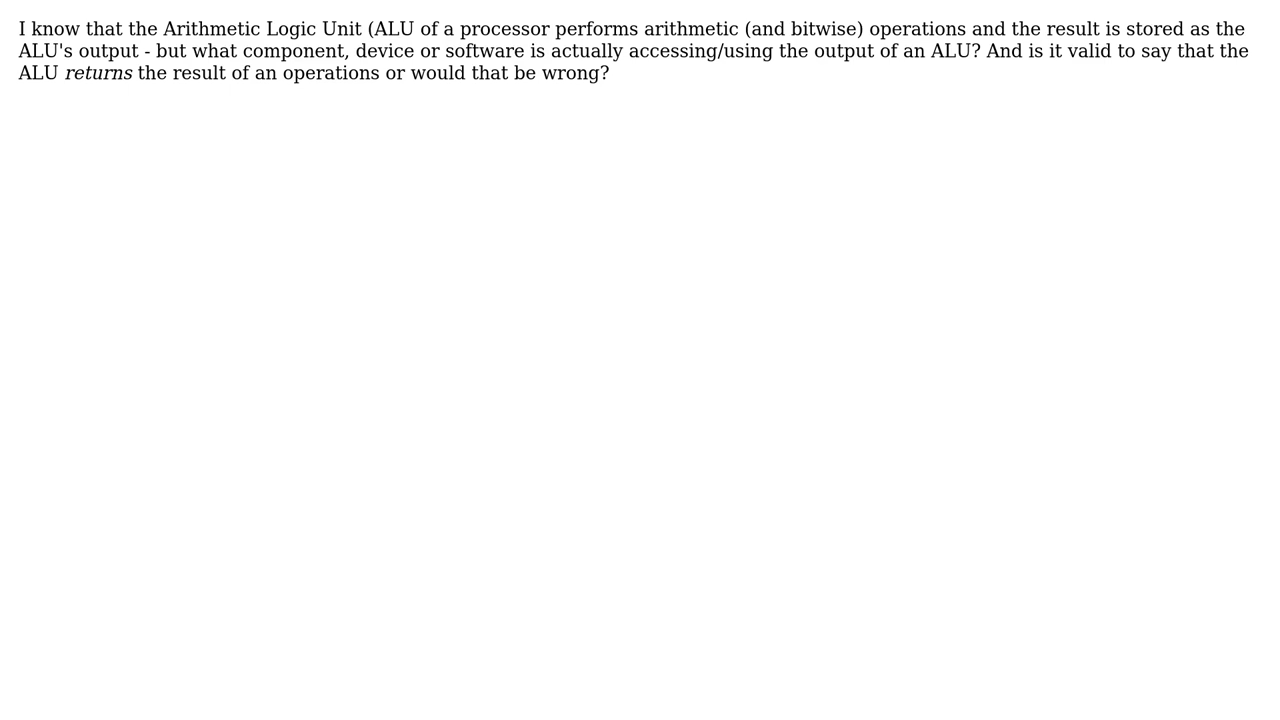 I know that the Arithmetic Logic Unit (ALU of a processor performs arithmetic (and bitwise) operations and the result is stored as the
ALU's output - but what component, device or software is actually accessing/using the output of an ALU? And is it valid to say that the
ALU returns the result of an operations or would that be wrong?